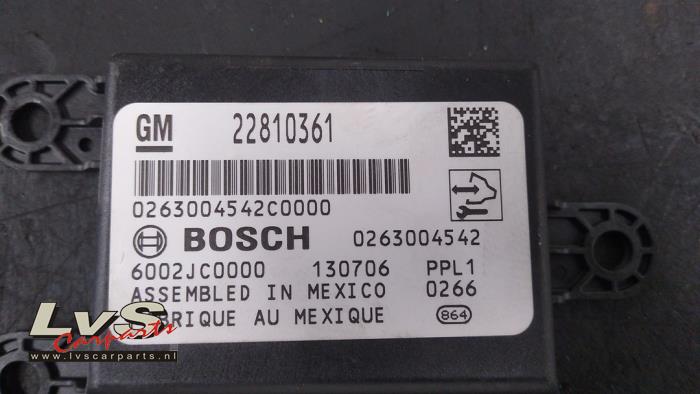 GM 22810361
0263004542C0000
BOSCH 0263004542
6002JC0000 130706 PPL1
ASSEMBLED IN MEXICO 0266
RIQUE AU MEXIQUE 864
LvS
Carparts
www.lvscarparts.nl